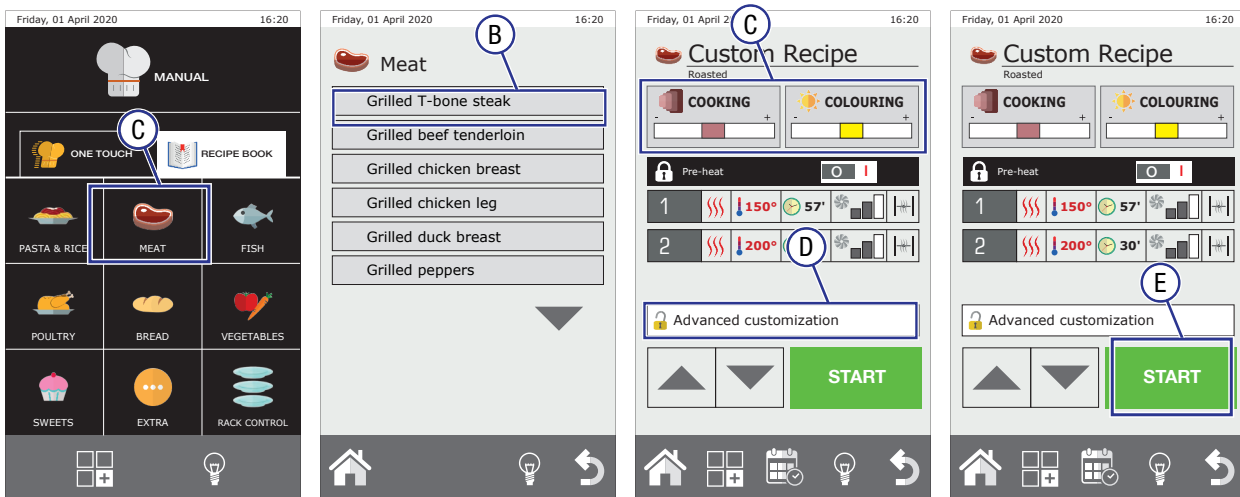 Friday, 01 April 2020 16:20
MANUAL
C
ONE TOUCH
RECIPE BOOK
PASTA & RICE
MEAT
FISH
POULTRY
BREAD
VEGETABLES
SWEETS
EXTRA
RACK CONTROL
Friday, 01 April 2020 16:20
B
Meat
Grilled T-bone steak
Grilled beef tenderloin
Grilled chicken breast
Grilled chicken leg
Grilled duck breast
Grilled peppers
Friday, 01 April 2 16:20
C
Custom Recipe
Roasted
COOKING
- +
COLOURING
- +
Pre-heat O I
1 150° 57'
2 200°
D
Advanced customization
START
Friday, 01 April 2020 16:20
Custom Recipe
Roasted
COOKING
- +
COLOURING
- +
Pre-heat O I
1 150° 57'
2 200° 30'
E
Advanced customization
START